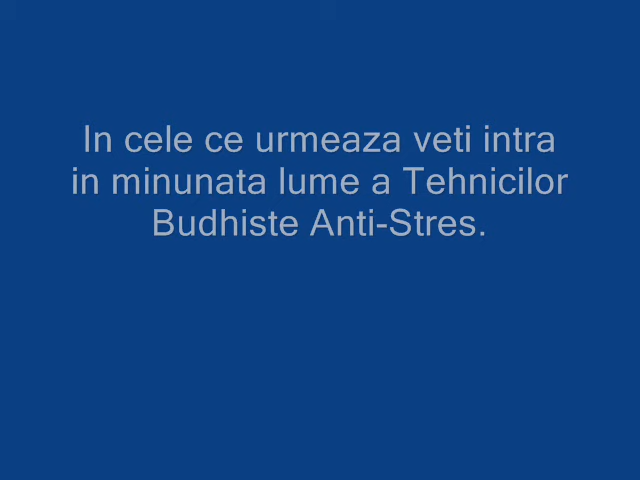 In cele ce urmeaza veti intra
in minunata lume a Tehnicilor
Budhiste Anti-Stres.